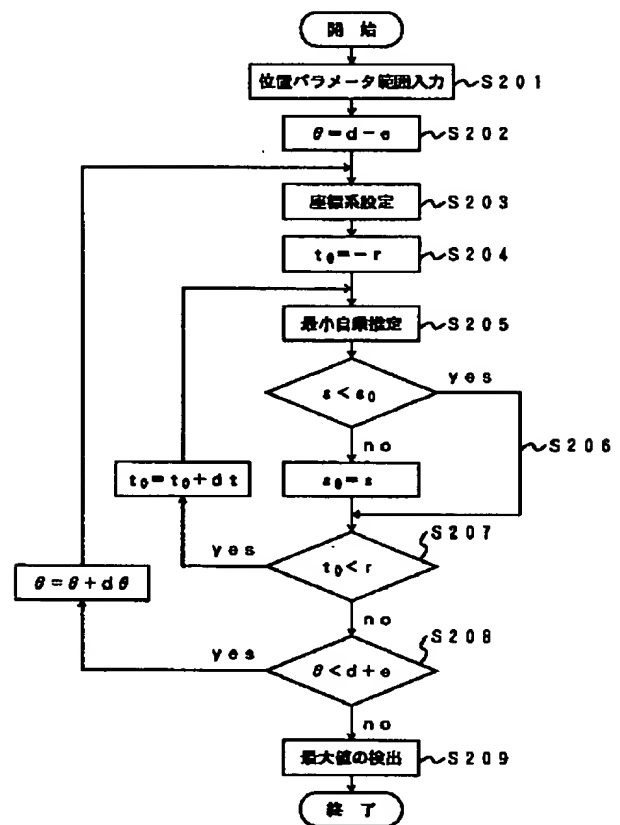 開 始
位置パラメータ範囲入力
S201
θ=d-e
S202
座標系設定
S203
t₀=-r
S204
最小自乗推定
S205
s<s₀
yes
S206
no
t₀=t₀+dt
s₀=s
S207
yes
t₀<r
θ=θ+dθ
no
S208
yes
θ<d+e
no
最大値の検出
S209
終 了